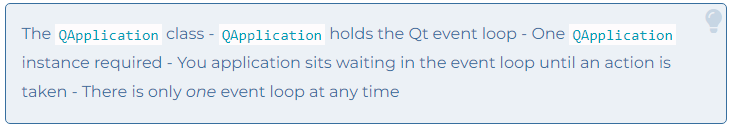 The QApplication class - QApplication holds the Qt event loop - One QApplication
instance required - You application sits waiting in the event loop until an action is
taken - There is only one event loop at any time